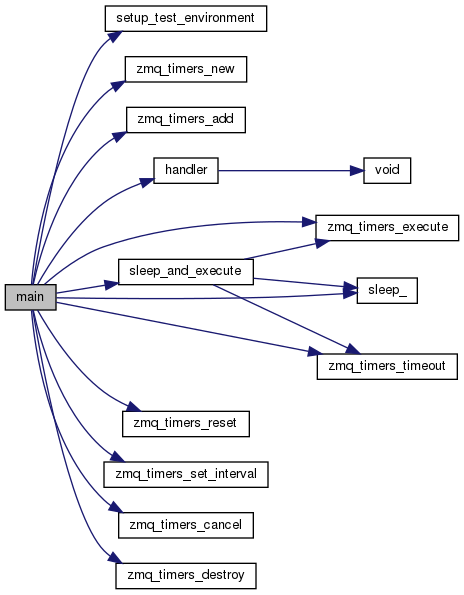 setup_test_environment
zmq_timers_new
zmq_timers_add
handler
void
zmq_timers_execute
sleep_and_execute
main
sleep_
zmq_timers_timeout
zmq_timers_reset
zmq_timers_set_interval
zmq_timers_cancel
zmq_timers_destroy